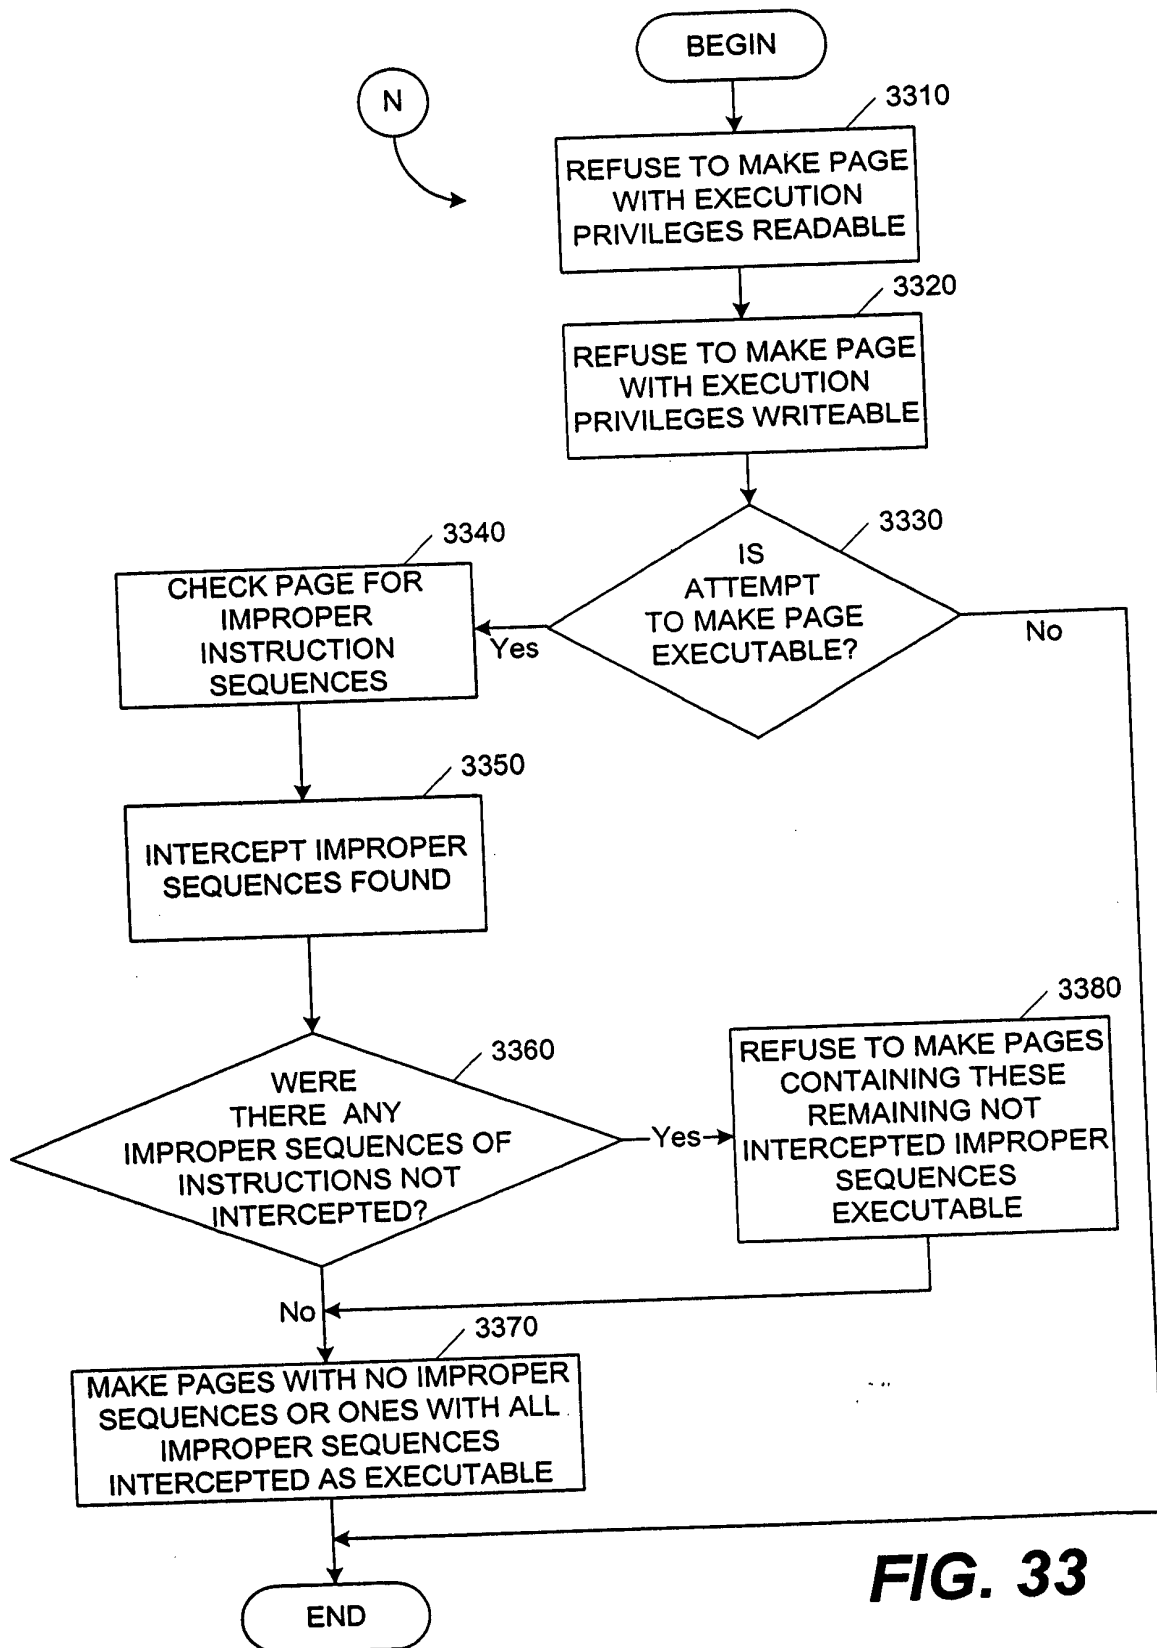 BEGIN
N
3310
REFUSE TO MAKE PAGE
WITH EXECUTION
PRIVILEGES READABLE
3320
REFUSE TO MAKE PAGE
WITH EXECUTION
PRIVILEGES WRITEABLE
3330
IS
ATTEMPT
TO MAKE PAGE
EXECUTABLE?
Yes
No
3340
CHECK PAGE FOR
IMPROPER
INSTRUCTION
SEQUENCES
3350
INTERCEPT IMPROPER
SEQUENCES FOUND
3360
WERE
THERE ANY
IMPROPER SEQUENCES OF
INSTRUCTIONS NOT
INTERCEPTED?
Yes
3380
REFUSE TO MAKE PAGES
CONTAINING THESE
REMAINING NOT
INTERCEPTED IMPROPER
SEQUENCES
EXECUTABLE
No
3370
MAKE PAGES WITH NO IMPROPER
SEQUENCES OR ONES WITH ALL
IMPROPER SEQUENCES
INTERCEPTED AS EXECUTABLE
END
FIG. 33